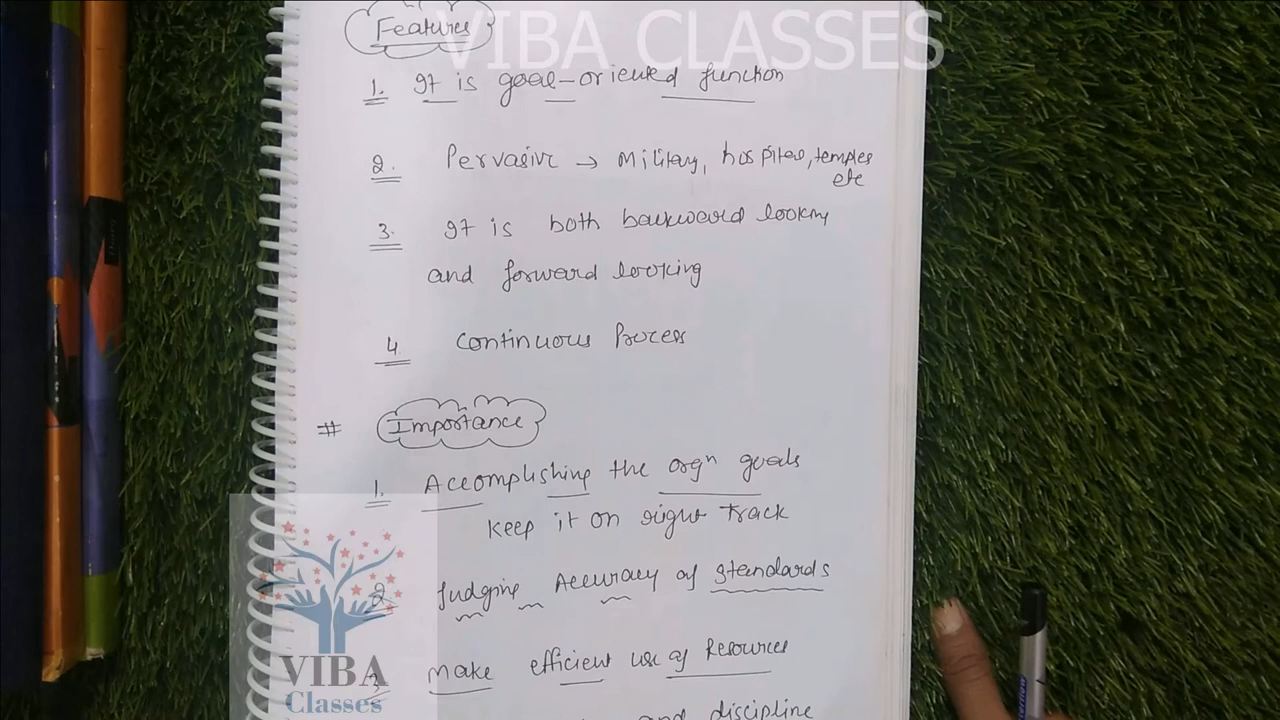 VIBA CLASSES
Features
1. It is goal-oriented function
2. Pervasive → Military, hospitals, temples
etc
3. It is both backward looking
and forward looking
4. Continuous Process
# Importance
1. Accomplishing the orgn goals
keep it on right track
2. Judging Accuracy of standards
3. Make efficient use of Resources
and discipline
VIBA
Classes